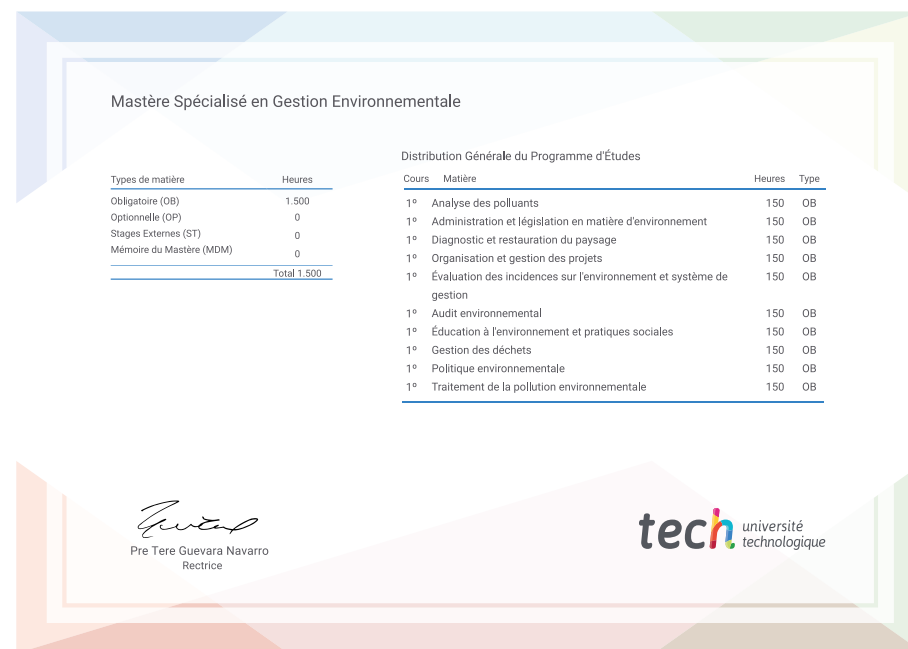 Mastère Spécialisé en Gestion Environnementale
Types de matière Heures
Obligatoire (OB) 1.500
Optionnelle (OP) 0
Stages Externes (ST) 0
Mémoire du Mastère (MDM) 0
Total 1.500
Distribution Générale du Programme d'Études
Cours Matière Heures Type
1º Analyse des polluants 150 OB
1º Administration et législation en matière d'environnement 150 OB
1º Diagnostic et restauration du paysage 150 OB
1º Organisation et gestion des projets 150 OB
1º Évaluation des incidences sur l'environnement et système de 150 OB
gestion
1º Audit environnemental 150 OB
1º Éducation à l'environnement et pratiques sociales 150 OB
1º Gestion des déchets 150 OB
1º Politique environnementale 150 OB
1º Traitement de la pollution environnementale 150 OB
Pre Tere Guevara Navarro
Rectrice
tech université
technologique